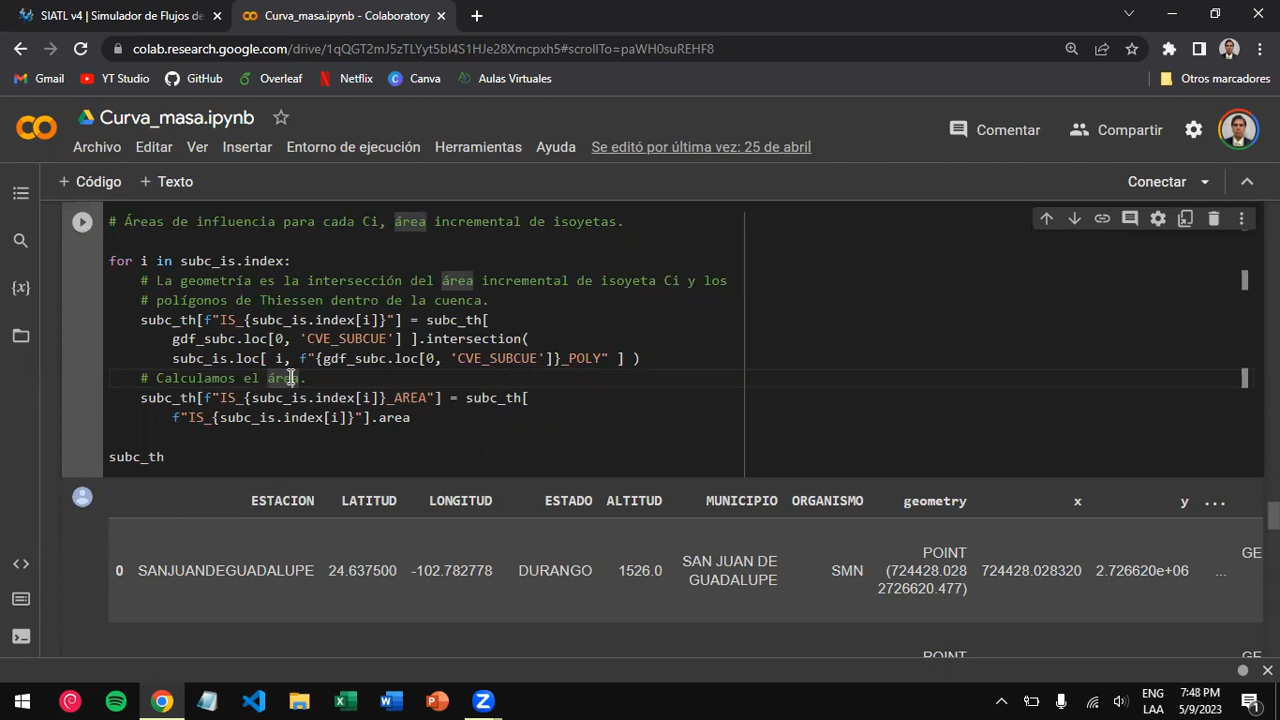 SIATL v4 | Simulador de Flujos de
Curva_masa.ipynb - Colaboratory
colab.research.google.com/drive/1qQGT2mJ5zTLYyt5bI4S1HJe28Xmcpxh5#scrollTo=paWH0suREHF8
Gmail YT Studio GitHub Overleaf Netflix Canva Aulas Virtuales Otros marcadores
Curva_masa.ipynb
Comentar Compartir
Archivo Editar Ver Insertar Entorno de ejecución Herramientas Ayuda Se editó por última vez: 25 de abril
+ Código + Texto Conectar
# Áreas de influencia para cada Ci, área incremental de isoyetas.
for i in subc_is.index:
# La geometría es la intersección del área incremental de isoyeta Ci y los
# polígonos de Thiessen dentro de la cuenca.
subc_th[f"IS_{subc_is.index[i]}"] = subc_th[
gdf_subc.loc[0, 'CVE_SUBCUE'] ].intersection(
subc_is.loc[ i, f"{gdf_subc.loc[0, 'CVE_SUBCUE']}_POLY" ] )
# Calculamos el área.
subc_th[f"IS_{subc_is.index[i]}_AREA"] = subc_th[
f"IS_{subc_is.index[i]}"].area
subc_th
ESTACION LATITUD LONGITUD ESTADO ALTITUD MUNICIPIO ORGANISMO geometry x y ...
0 SANJUANDEGUADALUPE 24.637500 -102.782778 DURANGO 1526.0 SAN JUAN DE GUADALUPE SMN POINT (724428.028 2726620.477) 724428.028320 2.726620e+06 ... GE
POINT GE
ENG
LAA
7:48 PM
5/9/2023